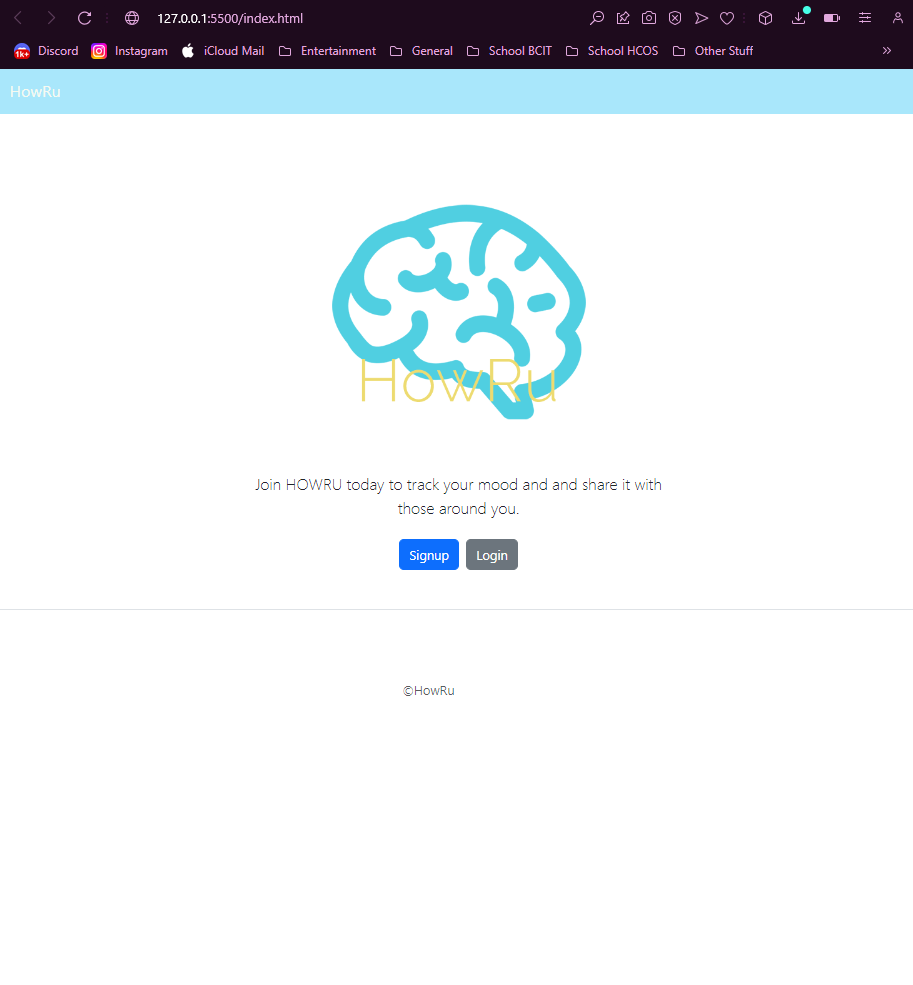 127.0.0.1:5500/index.html
1k+ Discord Instagram iCloud Mail Entertainment General School BCIT School HCOS Other Stuff »
HowRu
HowRu
Join HOWRU today to track your mood and and share it with
those around you.
Signup Login
©HowRu